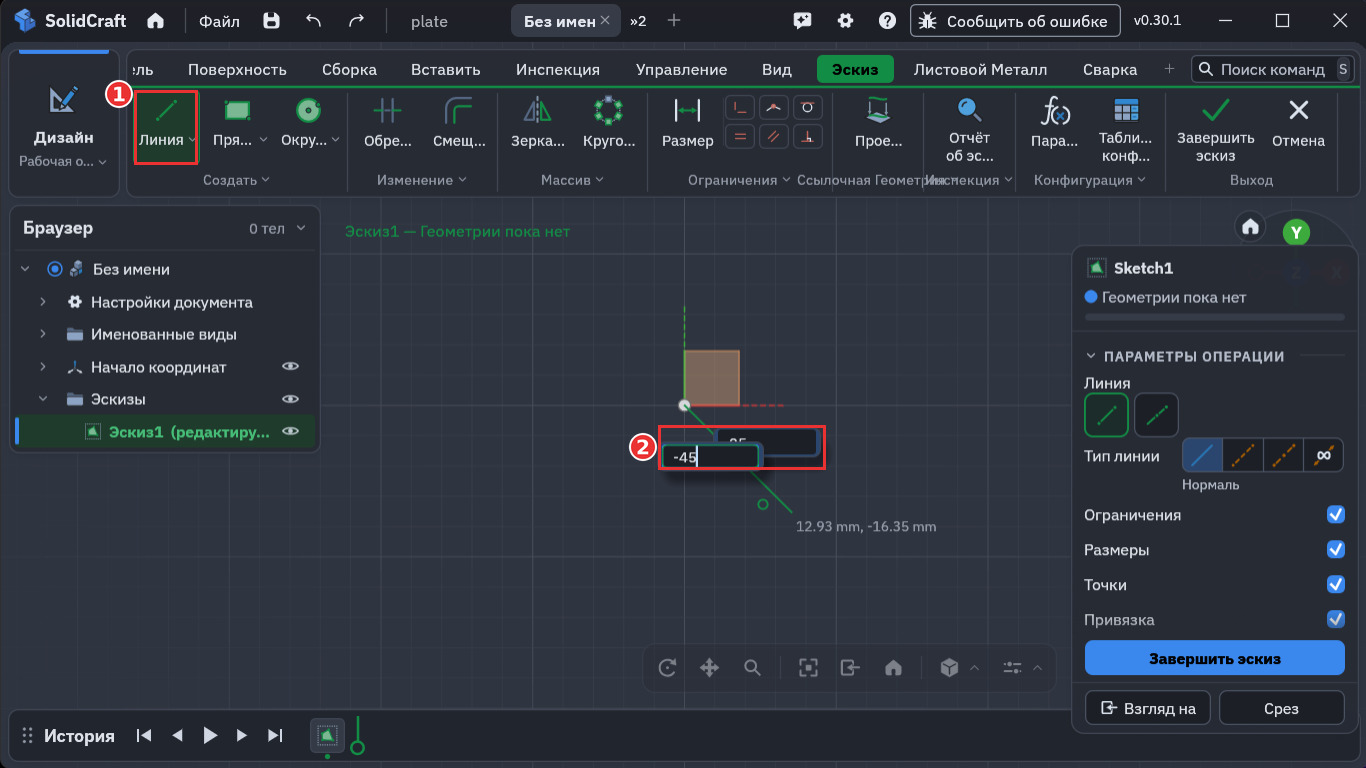 SolidCraft
Файл
plate
Без имен
»2
Сообщить об ошибке
v0.30.1
ель
Поверхность
Сборка
Вставить
Инспекция
Управление
Вид
Эскиз
Листовой Металл
Сварка
Поиск команд
S
1
Дизайн
Рабочая о...
Линия
Пря...
Окру...
Обре...
Смещ...
Зерка...
Круго...
Размер
Прое...
Отчёт
об эс...
Пара...
Табли...
конф...
Завершить
эскиз
Отмена
Создать
Изменение
Массив
Ограничения
Ссылочная Геометрия
Конфигурация
Выход
Браузер
0 тел
Эскиз1 — Геометрии пока нет
Y
Без имени
Настройки документа
Именованные виды
Начало координат
Эскизы
Эскиз1 (редактиру...
2
-45
12.93 mm, -16.35 mm
Sketch1
Геометрии пока нет
ПАРАМЕТРЫ ОПЕРАЦИИ
Линия
Тип линии
Нормаль
Ограничения
Размеры
Точки
Привязка
Завершить эскиз
Взгляд на
Срез
История